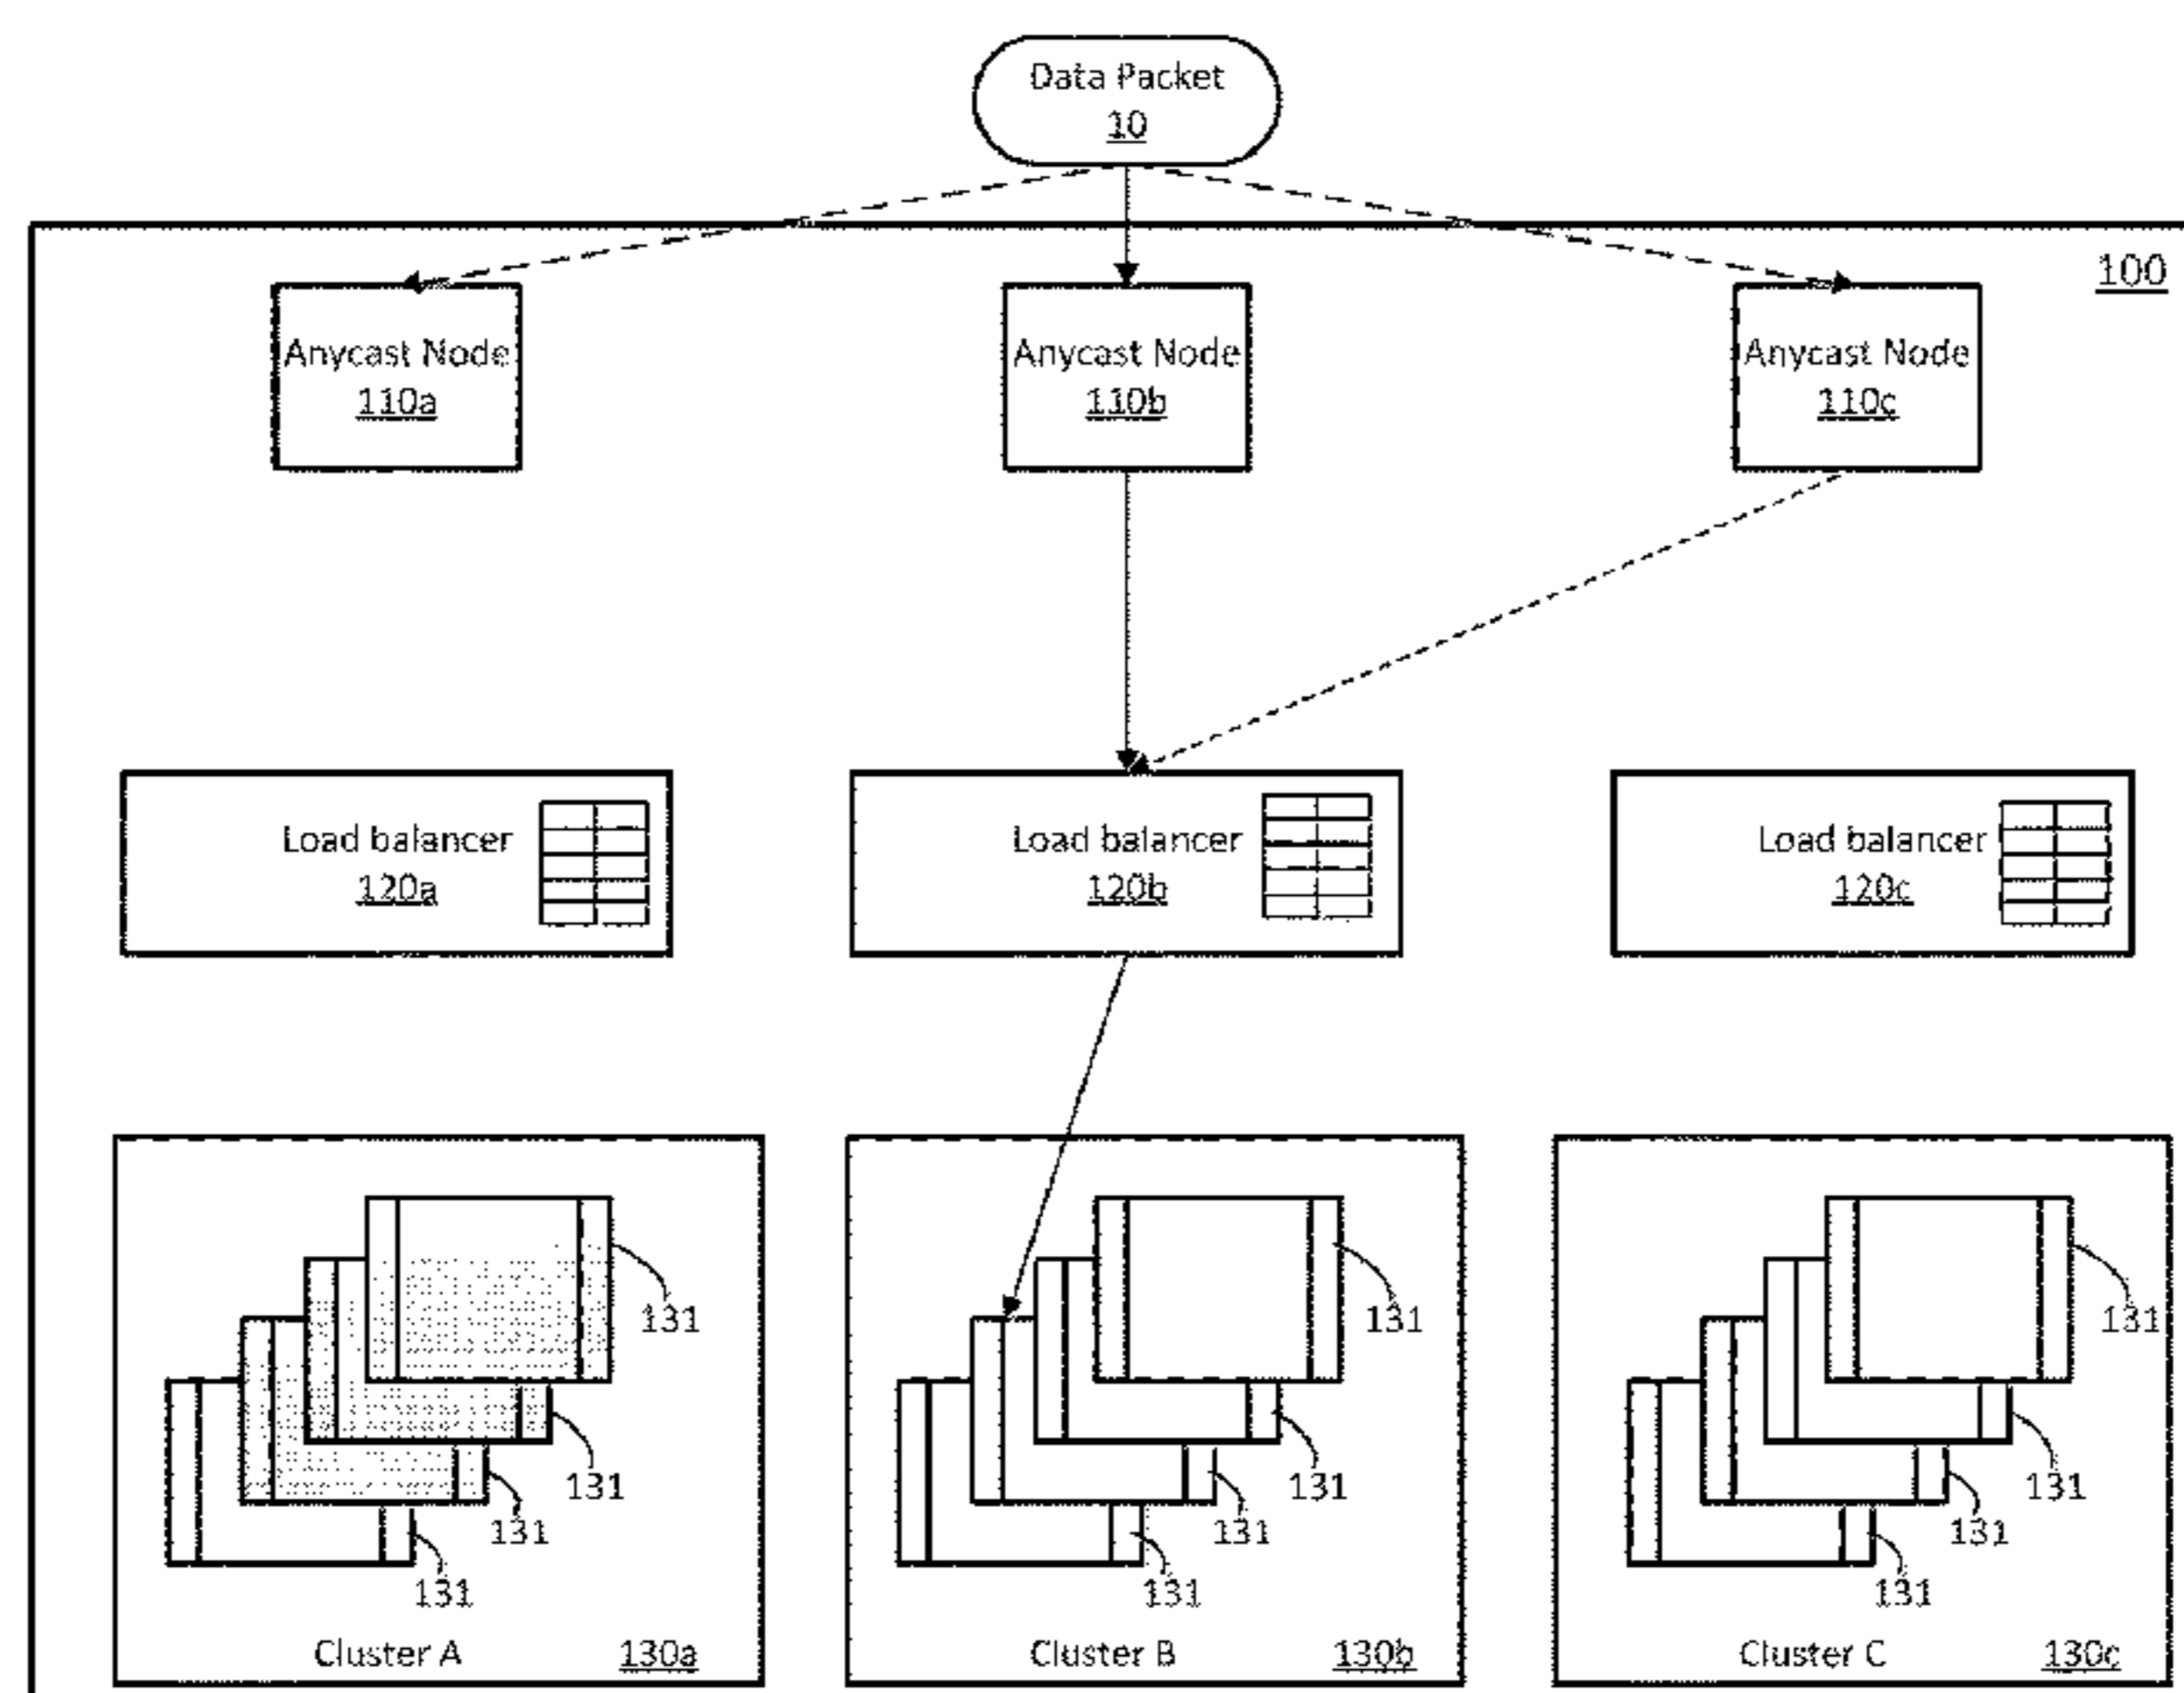 Data Packet
10
100
Anycast Node
110a
Anycast Node
110b
Anycast Node
110c
Load balancer
120a
Load balancer
120b
Load balancer
120c
131
131
131
131
Cluster A
130a
131
131
131
131
Cluster B
130b
131
131
131
131
Cluster C
130c